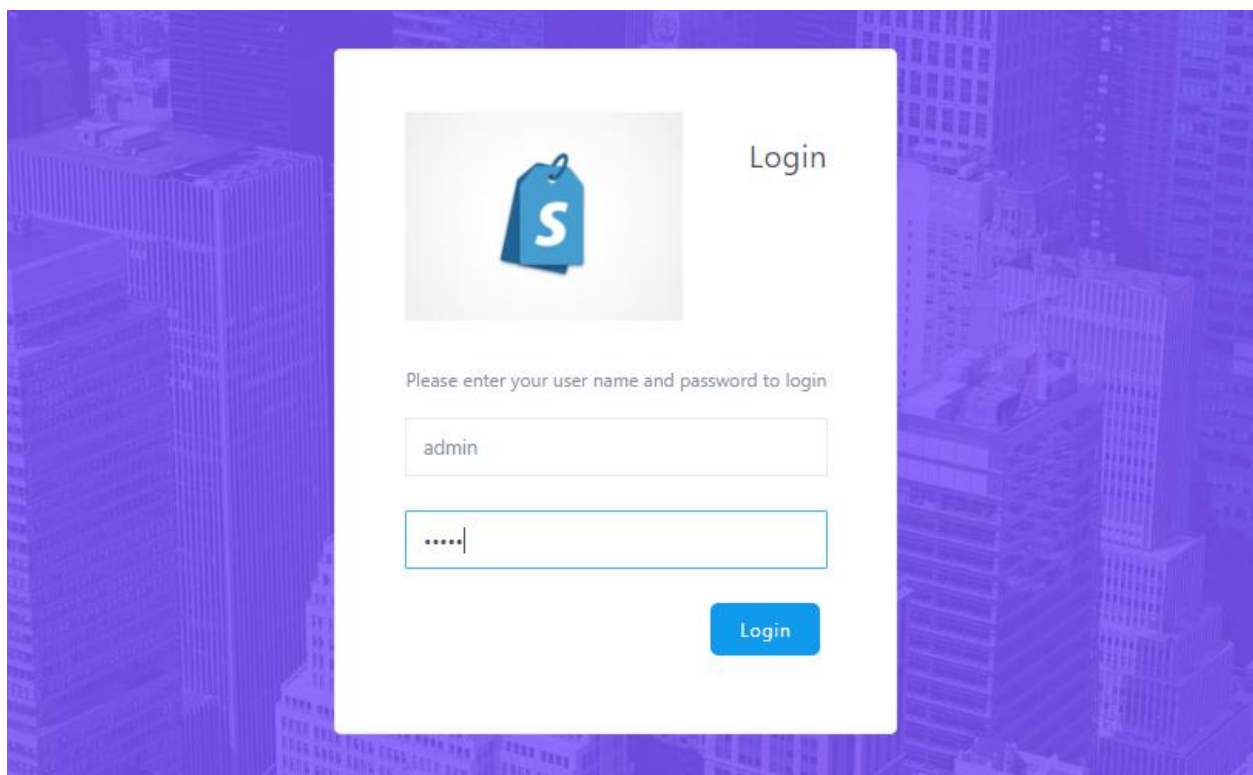 S
Login
Please enter your user name and password to login
admin
•••••
Login